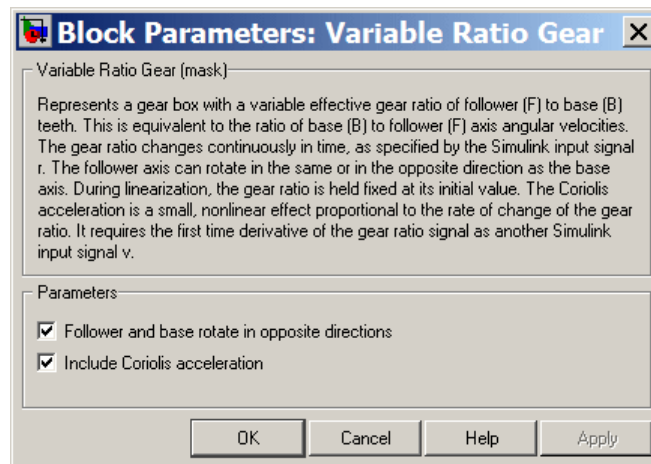 Block Parameters: Variable Ratio Gear
Variable Ratio Gear (mask)
Represents a gear box with a variable effective gear ratio of follower (F) to base (B)
teeth. This is equivalent to the ratio of base (B) to follower (F) axis angular velocities.
The gear ratio changes continuously in time, as specified by the Simulink input signal
r. The follower axis can rotate in the same or in the opposite direction as the base
axis. During linearization, the gear ratio is held fixed at its initial value. The Coriolis
acceleration is a small, nonlinear effect proportional to the rate of change of the gear
ratio. It requires the first time derivative of the gear ratio signal as another Simulink
input signal v.
Parameters
Follower and base rotate in opposite directions
Include Coriolis acceleration
OK Cancel Help Apply